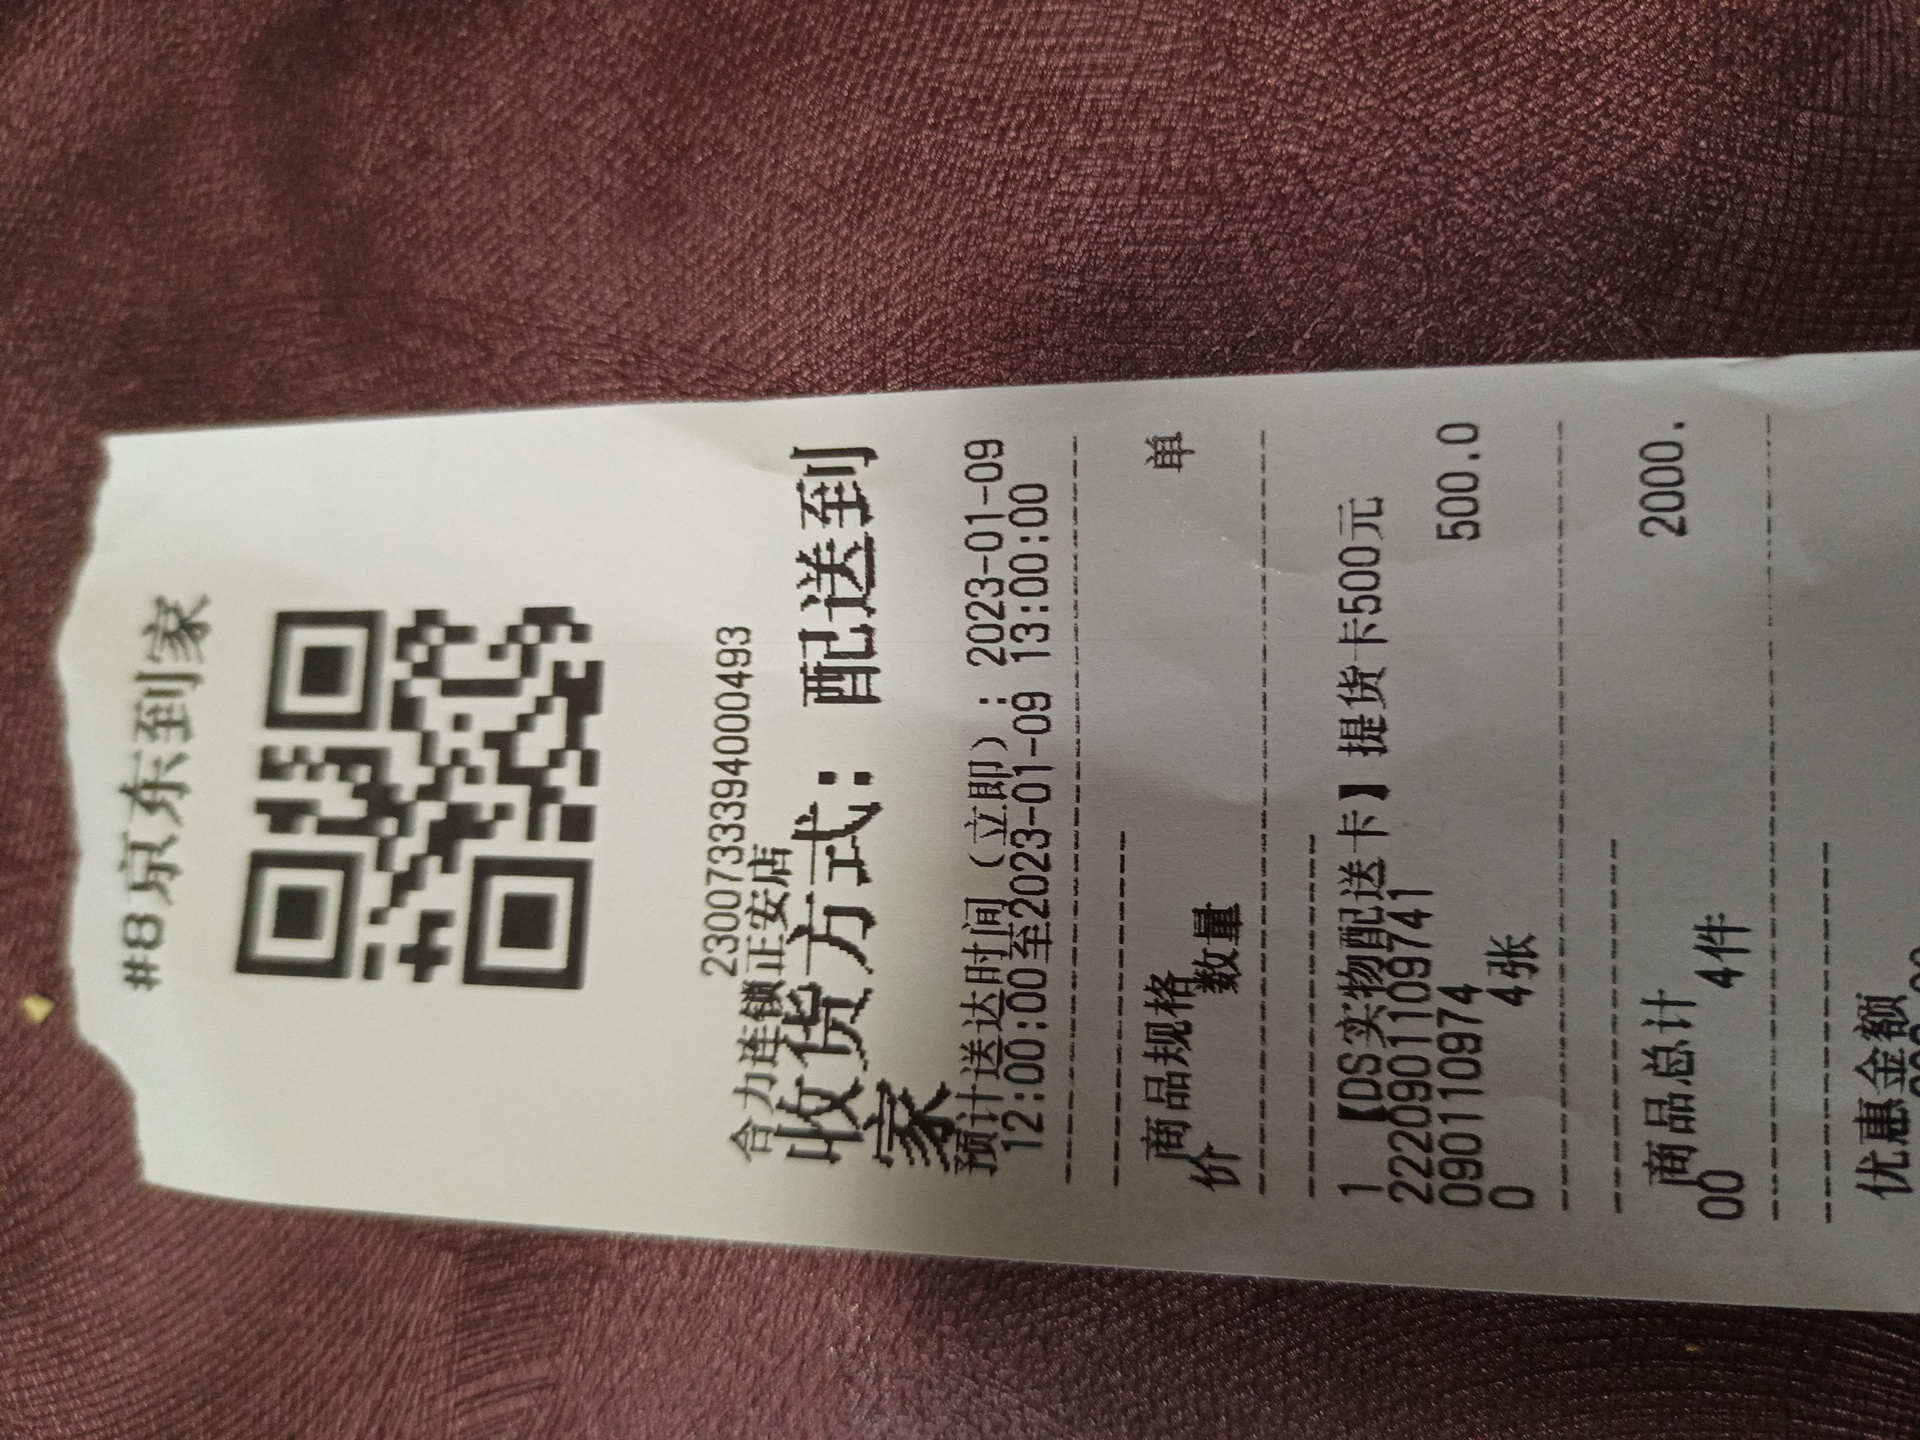 #8京东到家
2300733394000493
合力连锁正安店
收货方式：配送到
家
预计送达时间（立即）：2023-01-09
12:00:00至2023-01-09 13:00:00
商品规格 单
价 数量
1 【DS实物配送卡】提货卡500元
2220901109741
0901109974 500.0
0 4张
商品总计 2000.
00 4件
优惠金额